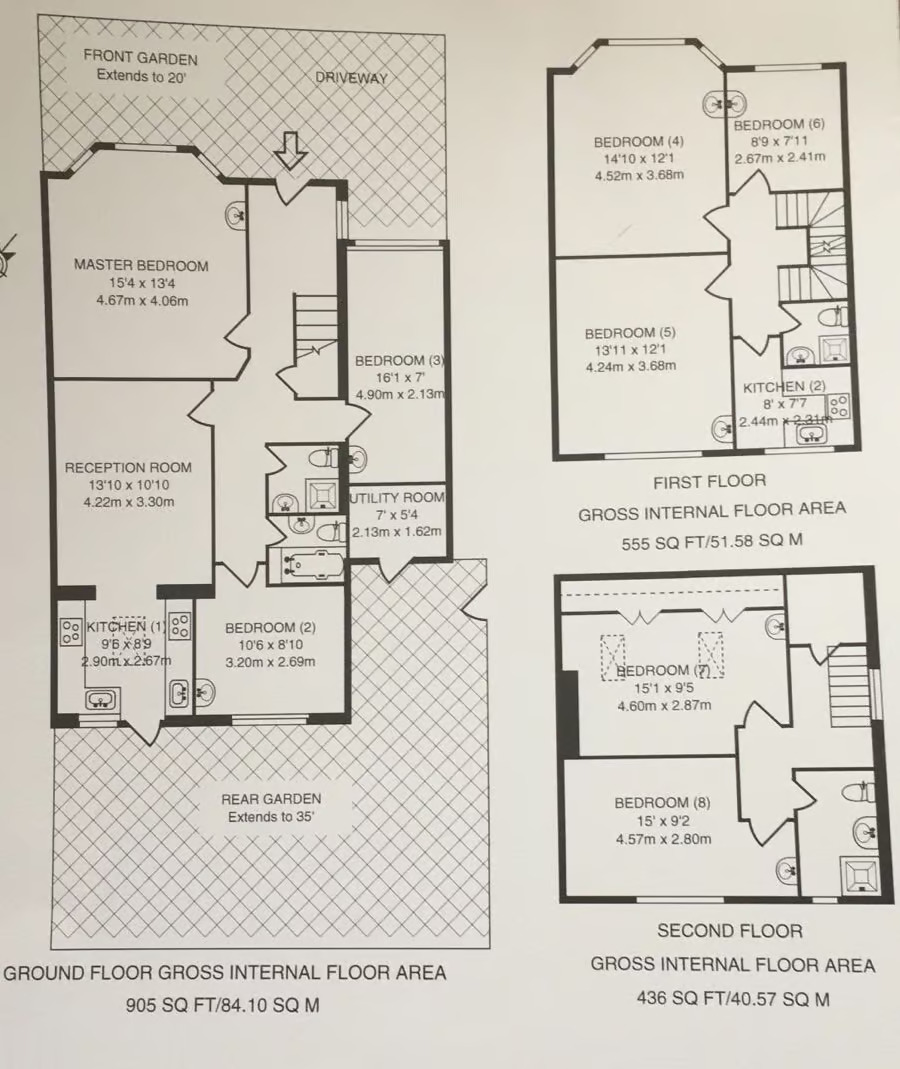 FRONT GARDEN
Extends to 20'
DRIVEWAY
MASTER BEDROOM
15'4 x 13'4
4.67m x 4.06m
BEDROOM (3)
16'1 x 7'
4.90m x 2.13m
RECEPTION ROOM
13'10 x 10'10
4.22m x 3.30m
UTILITY ROOM
7' x 5'4
2.13m x 1.62m
KITCHEN (1)
9'6 x 8'9
2.90m x 2.67m
BEDROOM (2)
10'6 x 8'10
3.20m x 2.69m
REAR GARDEN
Extends to 35'
GROUND FLOOR GROSS INTERNAL FLOOR AREA
905 SQ FT/84.10 SQ M
BEDROOM (4)
14'10 x 12'1
4.52m x 3.68m
BEDROOM (6)
8'9 x 7'11
2.67m x 2.41m
BEDROOM (5)
13'11 x 12'1
4.24m x 3.68m
KITCHEN (2)
8' x 7'7
2.44m x 2.31m
FIRST FLOOR
GROSS INTERNAL FLOOR AREA
555 SQ FT/51.58 SQ M
BEDROOM (7)
15'1 x 9'5
4.60m x 2.87m
BEDROOM (8)
15' x 9'2
4.57m x 2.80m
SECOND FLOOR
GROSS INTERNAL FLOOR AREA
436 SQ FT/40.57 SQ M